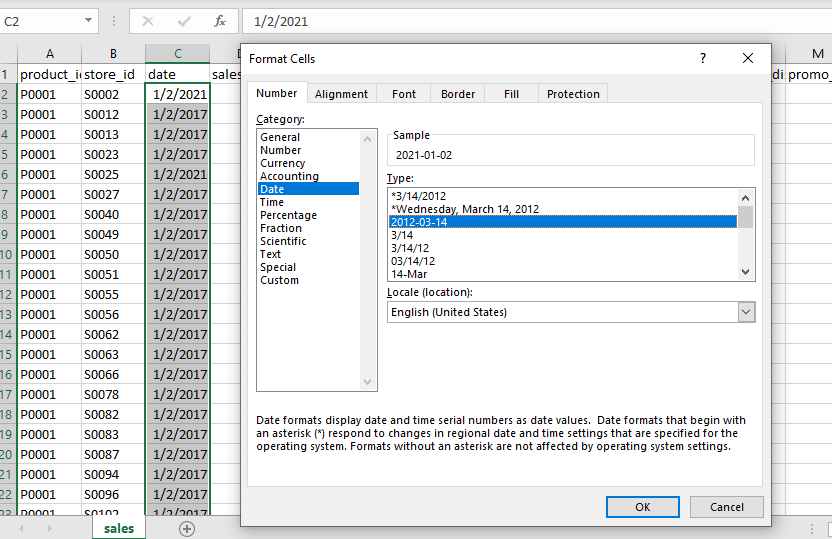 C2 fx 1/2/2021
A B C M
1 product_i store_id date sales di promo_
2 P0001 S0002 1/2/2021
3 P0001 S0012 1/2/2017
4 P0001 S0013 1/2/2017
5 P0001 S0023 1/2/2017
6 P0001 S0025 1/2/2021
7 P0001 S0027 1/2/2017
8 P0001 S0040 1/2/2017
9 P0001 S0049 1/2/2017
10 P0001 S0050 1/2/2017
11 P0001 S0051 1/2/2017
12 P0001 S0055 1/2/2017
13 P0001 S0056 1/2/2017
14 P0001 S0062 1/2/2017
15 P0001 S0063 1/2/2017
16 P0001 S0066 1/2/2017
17 P0001 S0078 1/2/2017
18 P0001 S0082 1/2/2017
19 P0001 S0083 1/2/2017
20 P0001 S0087 1/2/2017
21 P0001 S0094 1/2/2017
22 P0001 S0096 1/2/2017
23 P0001 S0102 1/2/2017
sales
Format Cells
?
Number Alignment Font Border Fill Protection
Category:
General
Number
Currency
Accounting
Date
Time
Percentage
Fraction
Scientific
Text
Special
Custom
Sample
2021-01-02
Type:
*3/14/2012
*Wednesday, March 14, 2012
2012-03-14
3/14
3/14/12
03/14/12
14-Mar
Locale (location):
English (United States)
Date formats display date and time serial numbers as date values.  Date formats that begin with
an asterisk (*) respond to changes in regional date and time settings that are specified for the
operating system. Formats without an asterisk are not affected by operating system settings.
OK Cancel